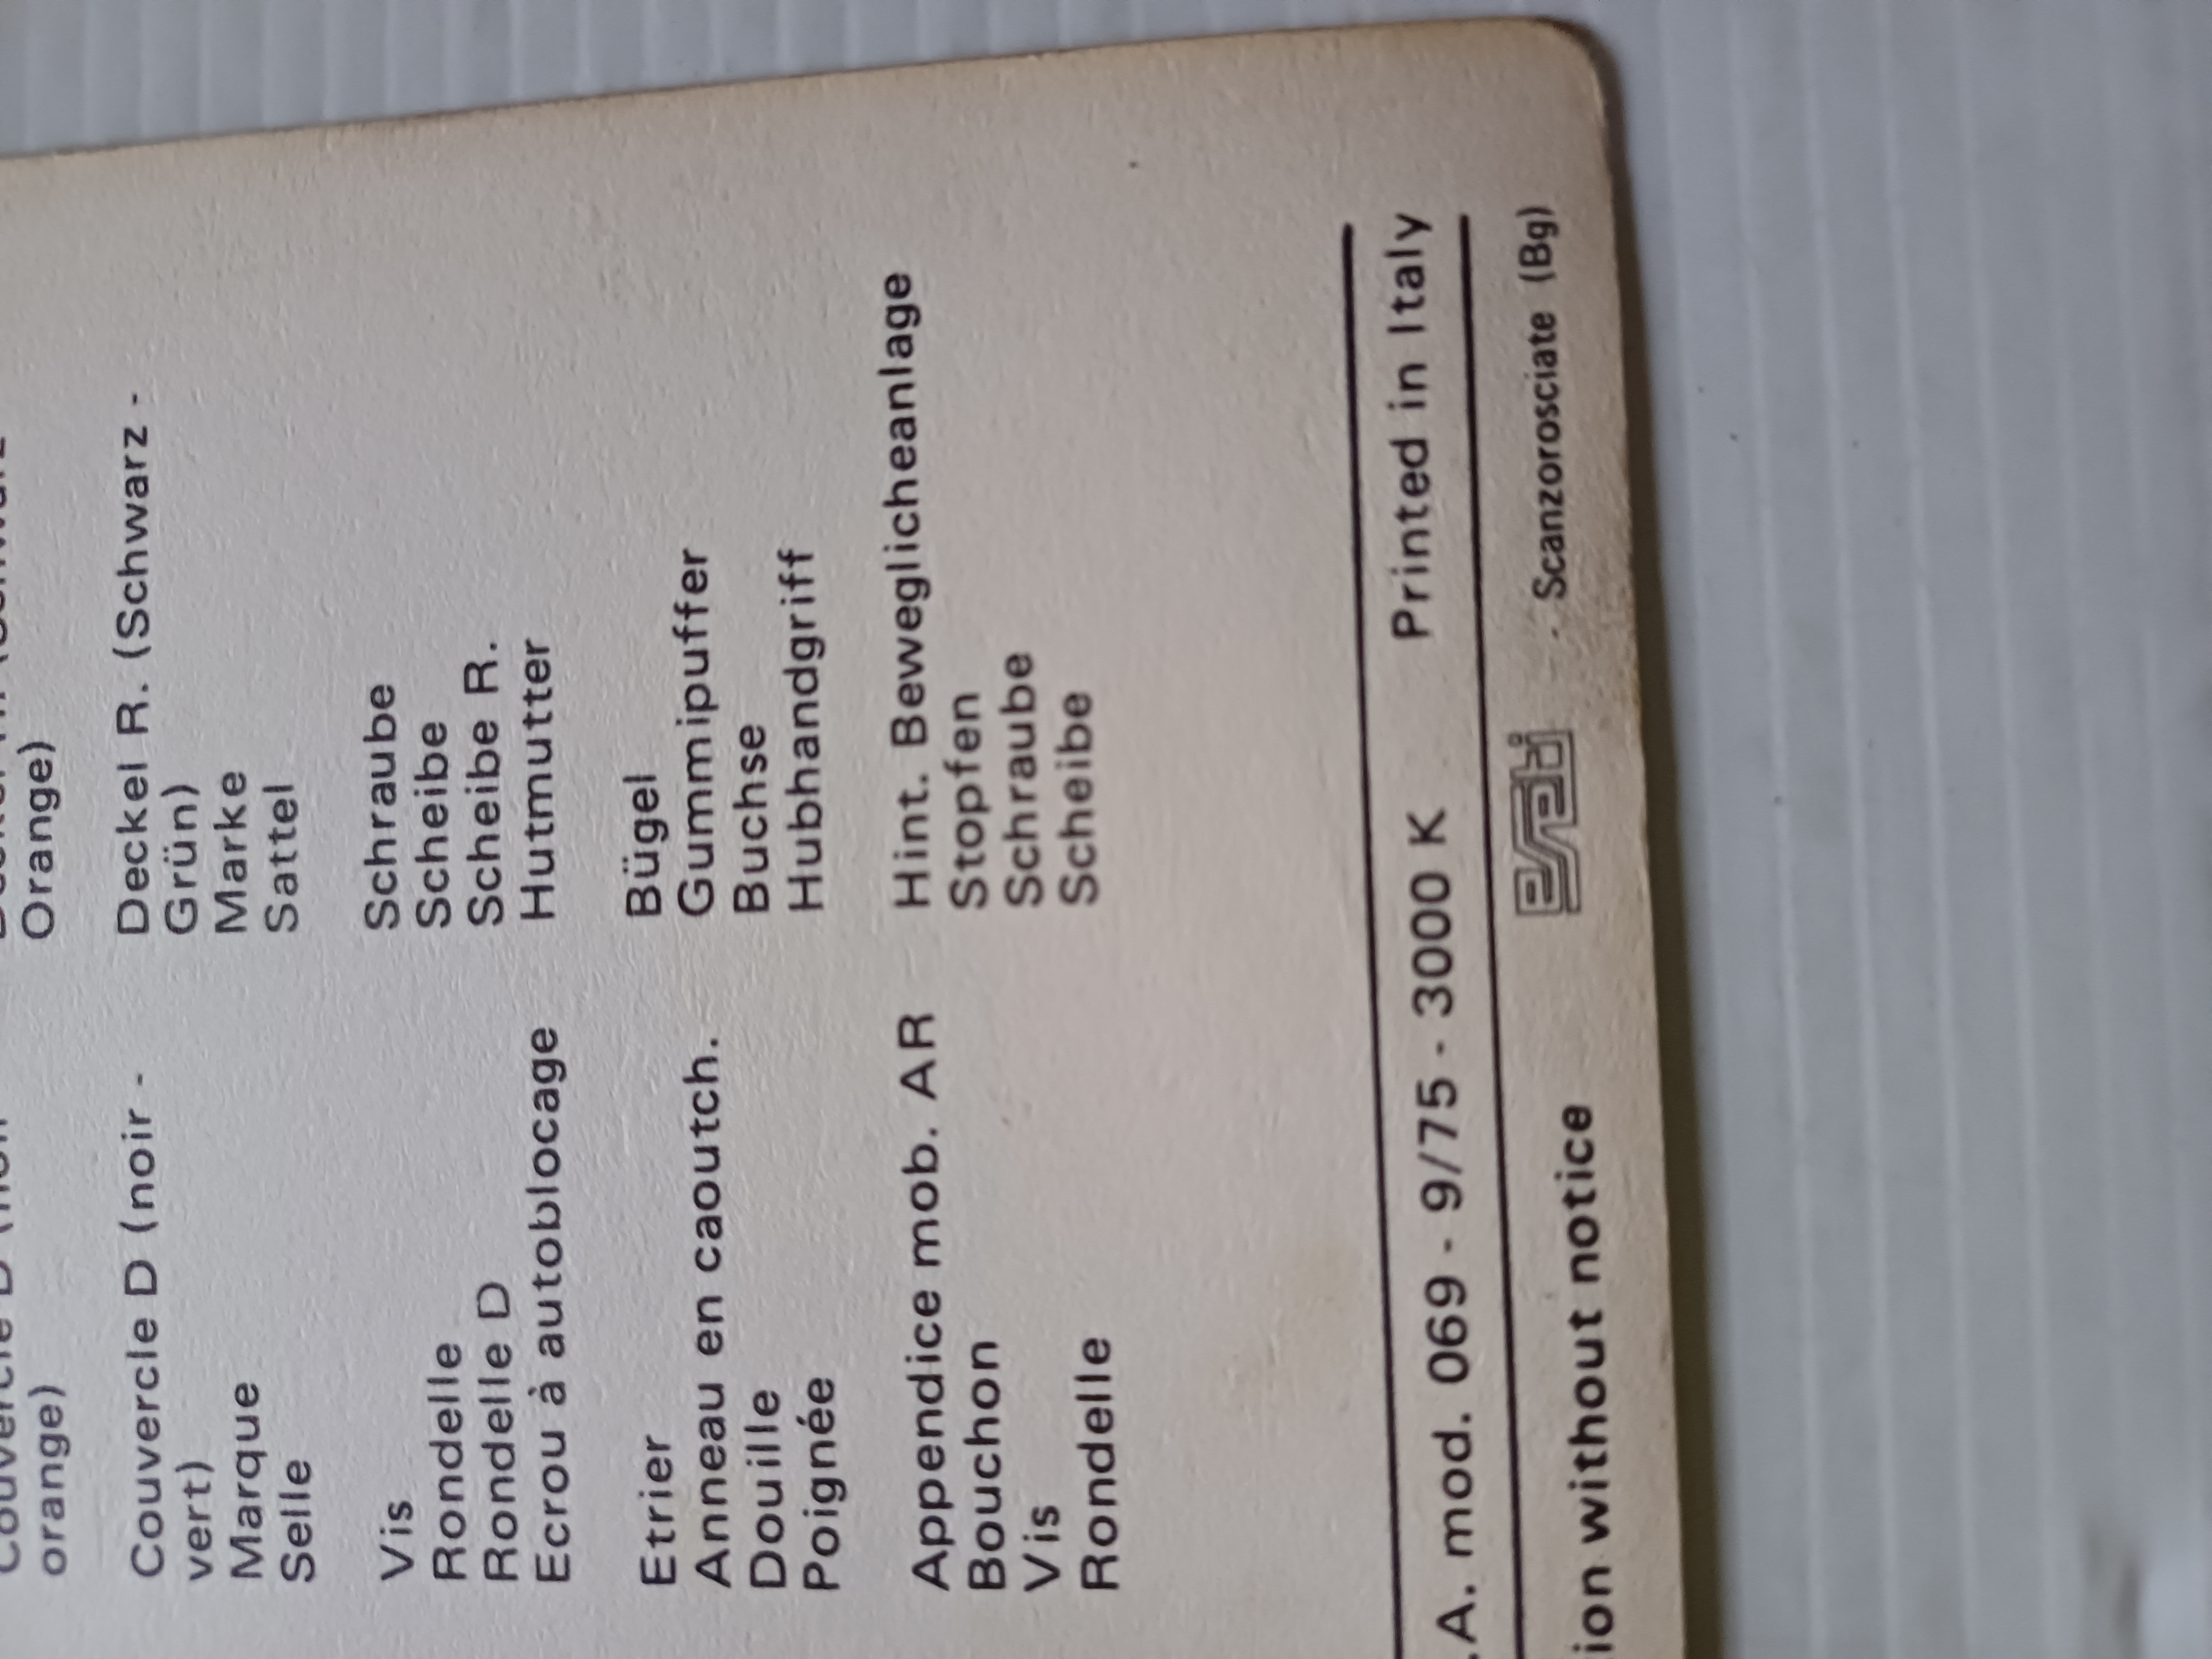 orange) Orange)
Couvercle D (noir - Deckel R. (Schwarz -
vert) Grün)
Marque Marke
Selle Sattel
Vis Schraube
Rondelle Scheibe
Rondelle D Scheibe R.
Ecrou à autoblocage Hutmutter
Etrier Bügel
Anneau en caoutch. Gummipuffer
Douille Buchse
Poignée Hubhandgriff
Appendice mob. AR Hint. Beweglicheanlage
Bouchon Stopfen
Vis Schraube
Rondelle Scheibe
.A. mod. 069 - 9/75 - 3000 K Printed in Italy
ion without notice esati - Scanzorosciate (Bg)